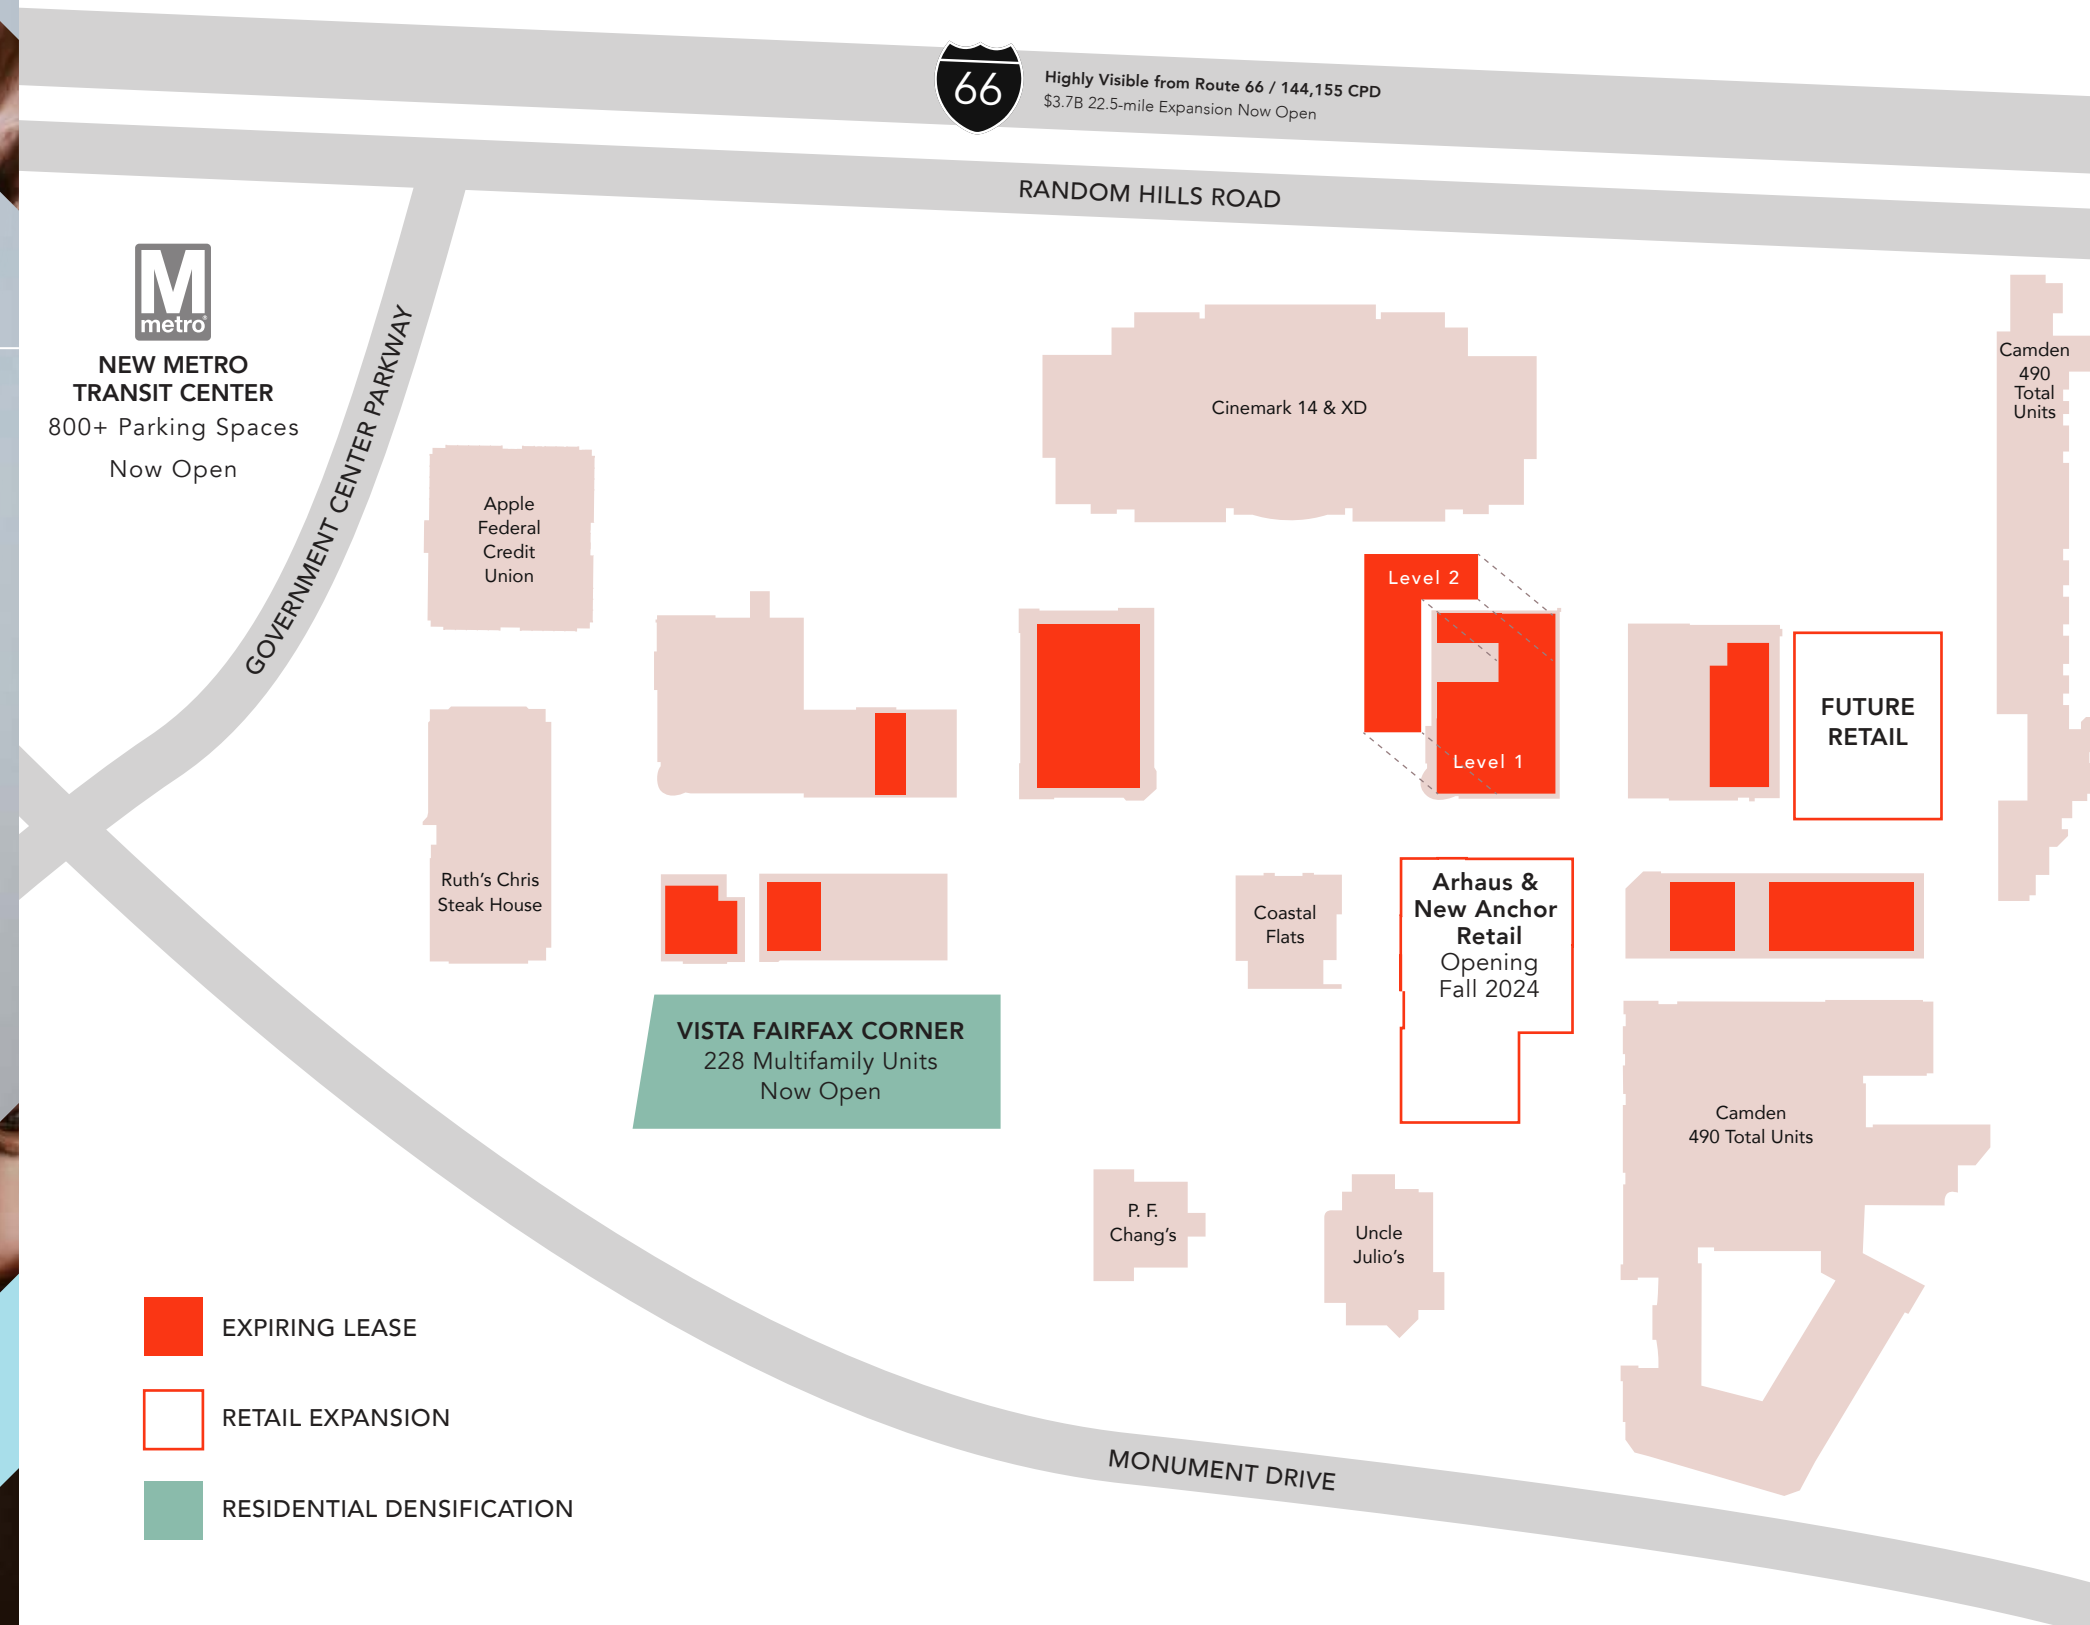 66
Highly Visible from Route 66 / 144,155 CPD
$3.7B 22.5-mile Expansion Now Open
RANDOM HILLS ROAD
M
metro
NEW METRO
TRANSIT CENTER
800+ Parking Spaces
Now Open
GOVERNMENT CENTER PARKWAY
Camden
490
Total
Units
Cinemark 14 & XD
Apple
Federal
Credit
Union
Level 2
Level 1
FUTURE
RETAIL
Ruth's Chris
Steak House
Coastal
Flats
Arhaus &
New Anchor
Retail
Opening
Fall 2024
VISTA FAIRFAX CORNER
228 Multifamily Units
Now Open
Camden
490 Total Units
P. F.
Chang's
Uncle
Julio's
EXPIRING LEASE
RETAIL EXPANSION
RESIDENTIAL DENSIFICATION
MONUMENT DRIVE